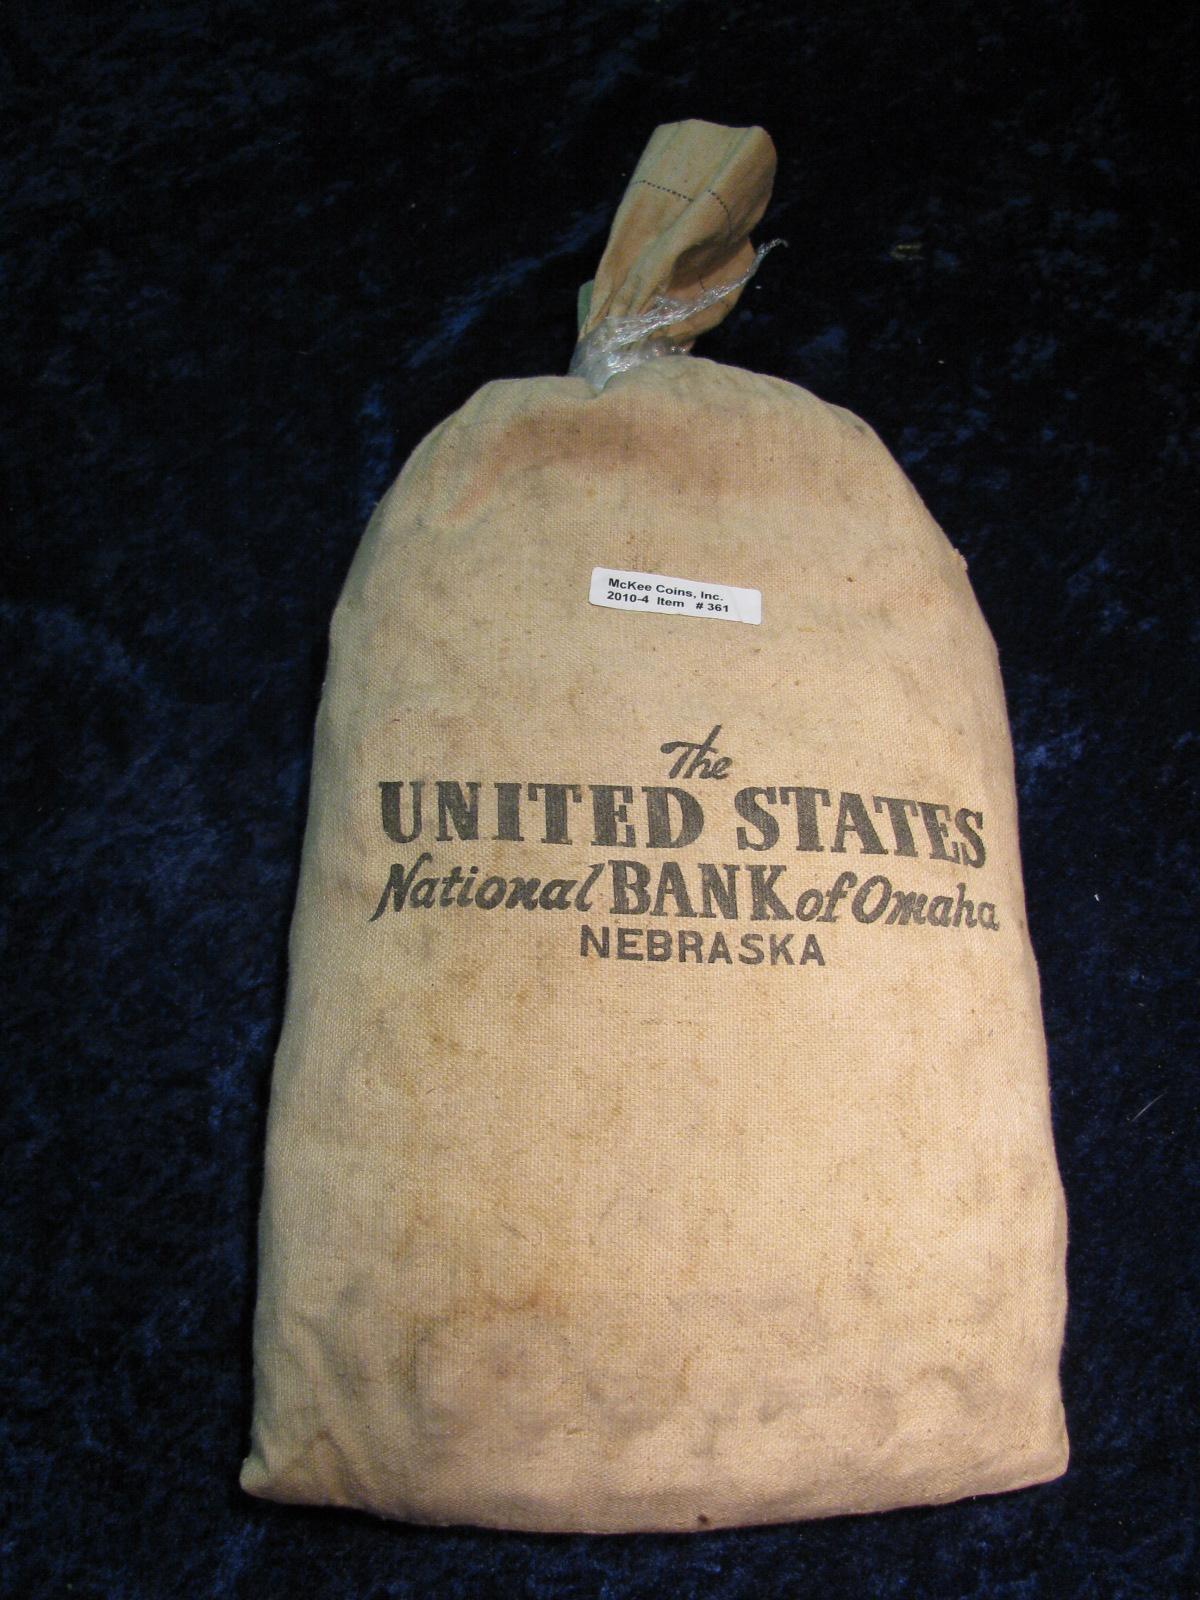 McKee Coins, Inc.
2010-4 Item # 361
The
UNITED STATES
National BANK of Omaha
NEBRASKA